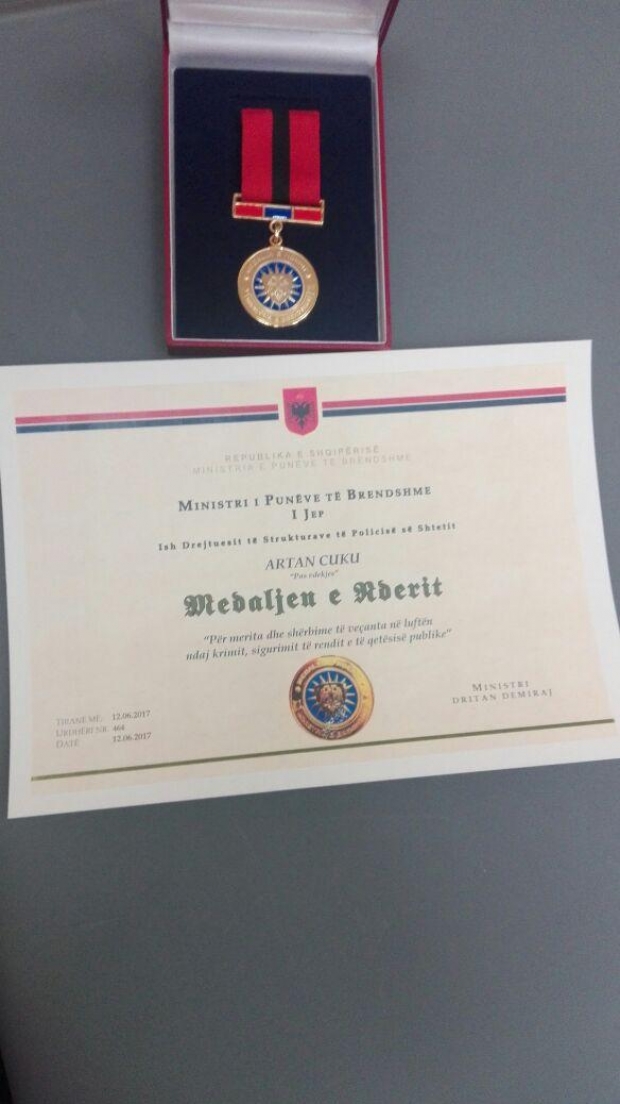 REPUBLIKA E SHQIPËRISË
MINISTRIA E PUNËVE TË BRENDSHME
MINISTRI I PUNËVE TË BRENDSHME
I JEP
Ish Drejtuesit të Strukturave të Policisë së Shtetit
ARTAN CUKU
"Pas vdekjes"
Medaljen e Nderit
"Për merita dhe shërbime të veçanta në luftën
ndaj krimit, sigurimit të rendit e të qetësisë publike"
TIRANË MË: 12.06.2017
URDHËRI NR. 464
DATË 12.06.2017
MINISTRI
DRITAN DEMIRAJ